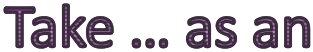 Take ... as an